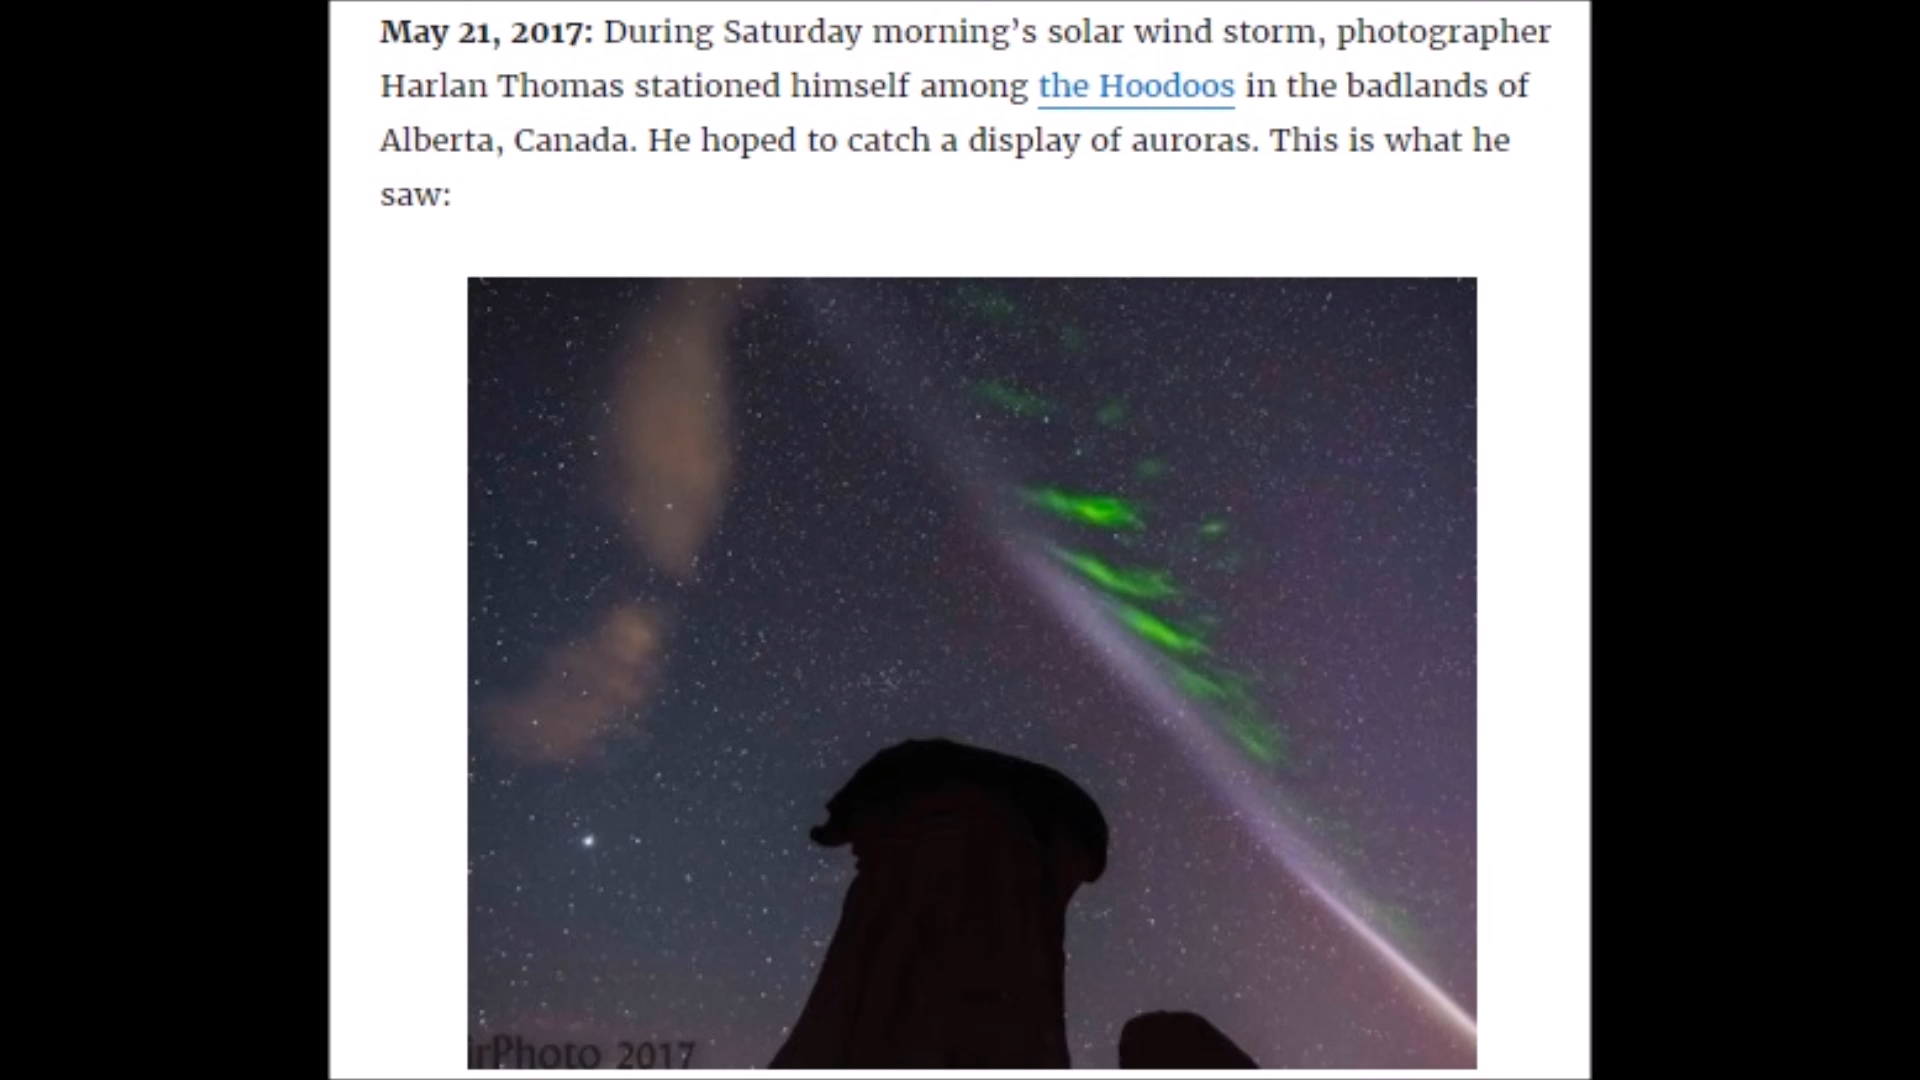 May 21, 2017: During Saturday morning’s solar wind storm, photographer
Harlan Thomas stationed himself among the Hoodoos in the badlands of
Alberta, Canada. He hoped to catch a display of auroras. This is what he
saw:
irPhoto 2017